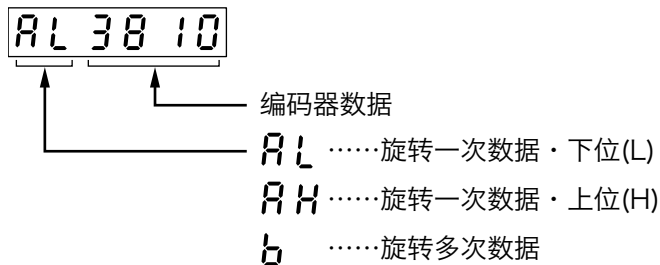 AL 3810
编码器数据
AL ……旋转一次数据・下位(L)
AH ……旋转一次数据・上位(H)
b ……旋转多次数据